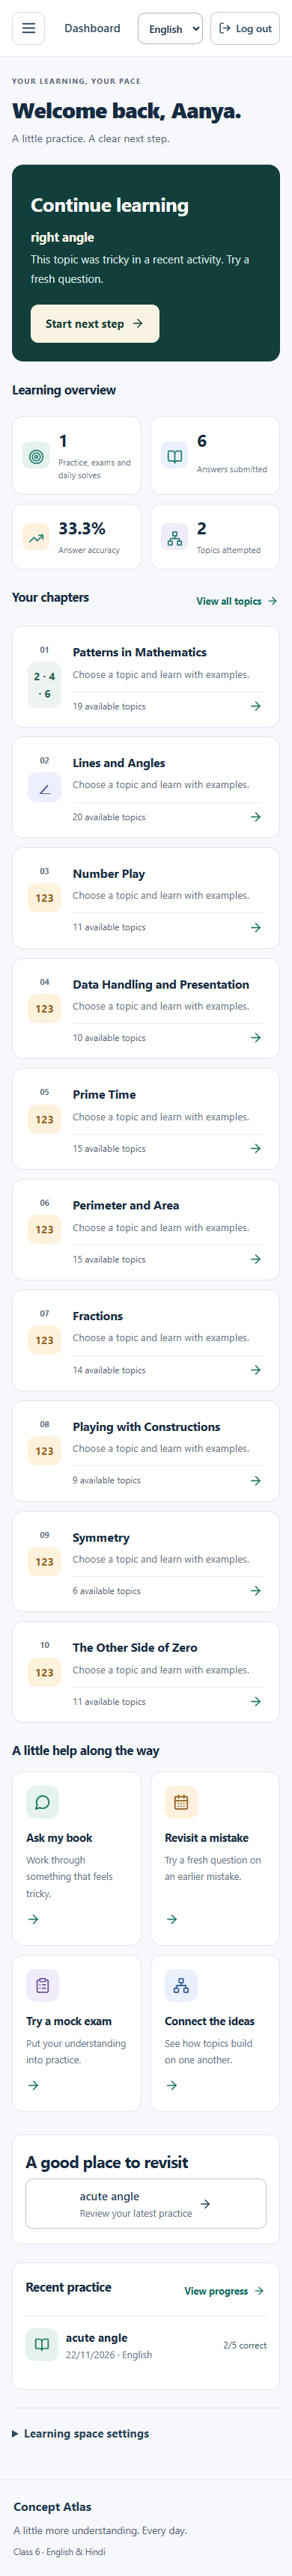 Dashboard
English
Log out
YOUR LEARNING, YOUR PACE
Welcome back, Aanya.
A little practice. A clear next step.
Continue learning
right angle
This topic was tricky in a recent activity. Try a
fresh question.
Start next step
Learning overview
1
Practice, exams and
daily solves
6
Answers submitted
33.3%
Answer accuracy
2
Topics attempted
Your chapters
View all topics
01
2 · 4
· 6
Patterns in Mathematics
Choose a topic and learn with examples.
19 available topics
02
Lines and Angles
Choose a topic and learn with examples.
20 available topics
03
123
Number Play
Choose a topic and learn with examples.
11 available topics
04
123
Data Handling and Presentation
Choose a topic and learn with examples.
10 available topics
05
123
Prime Time
Choose a topic and learn with examples.
15 available topics
06
123
Perimeter and Area
Choose a topic and learn with examples.
15 available topics
07
123
Fractions
Choose a topic and learn with examples.
14 available topics
08
123
Playing with Constructions
Choose a topic and learn with examples.
9 available topics
09
123
Symmetry
Choose a topic and learn with examples.
6 available topics
10
123
The Other Side of Zero
Choose a topic and learn with examples.
11 available topics
A little help along the way
Ask my book
Work through
something that feels
tricky.
Revisit a mistake
Try a fresh question on
an earlier mistake.
Try a mock exam
Put your understanding
into practice.
Connect the ideas
See how topics build
on one another.
A good place to revisit
acute angle
Review your latest practice
Recent practice
View progress
acute angle
22/11/2026 · English
2/5 correct
Learning space settings
Concept Atlas
A little more understanding. Every day.
Class 6 · English & Hindi